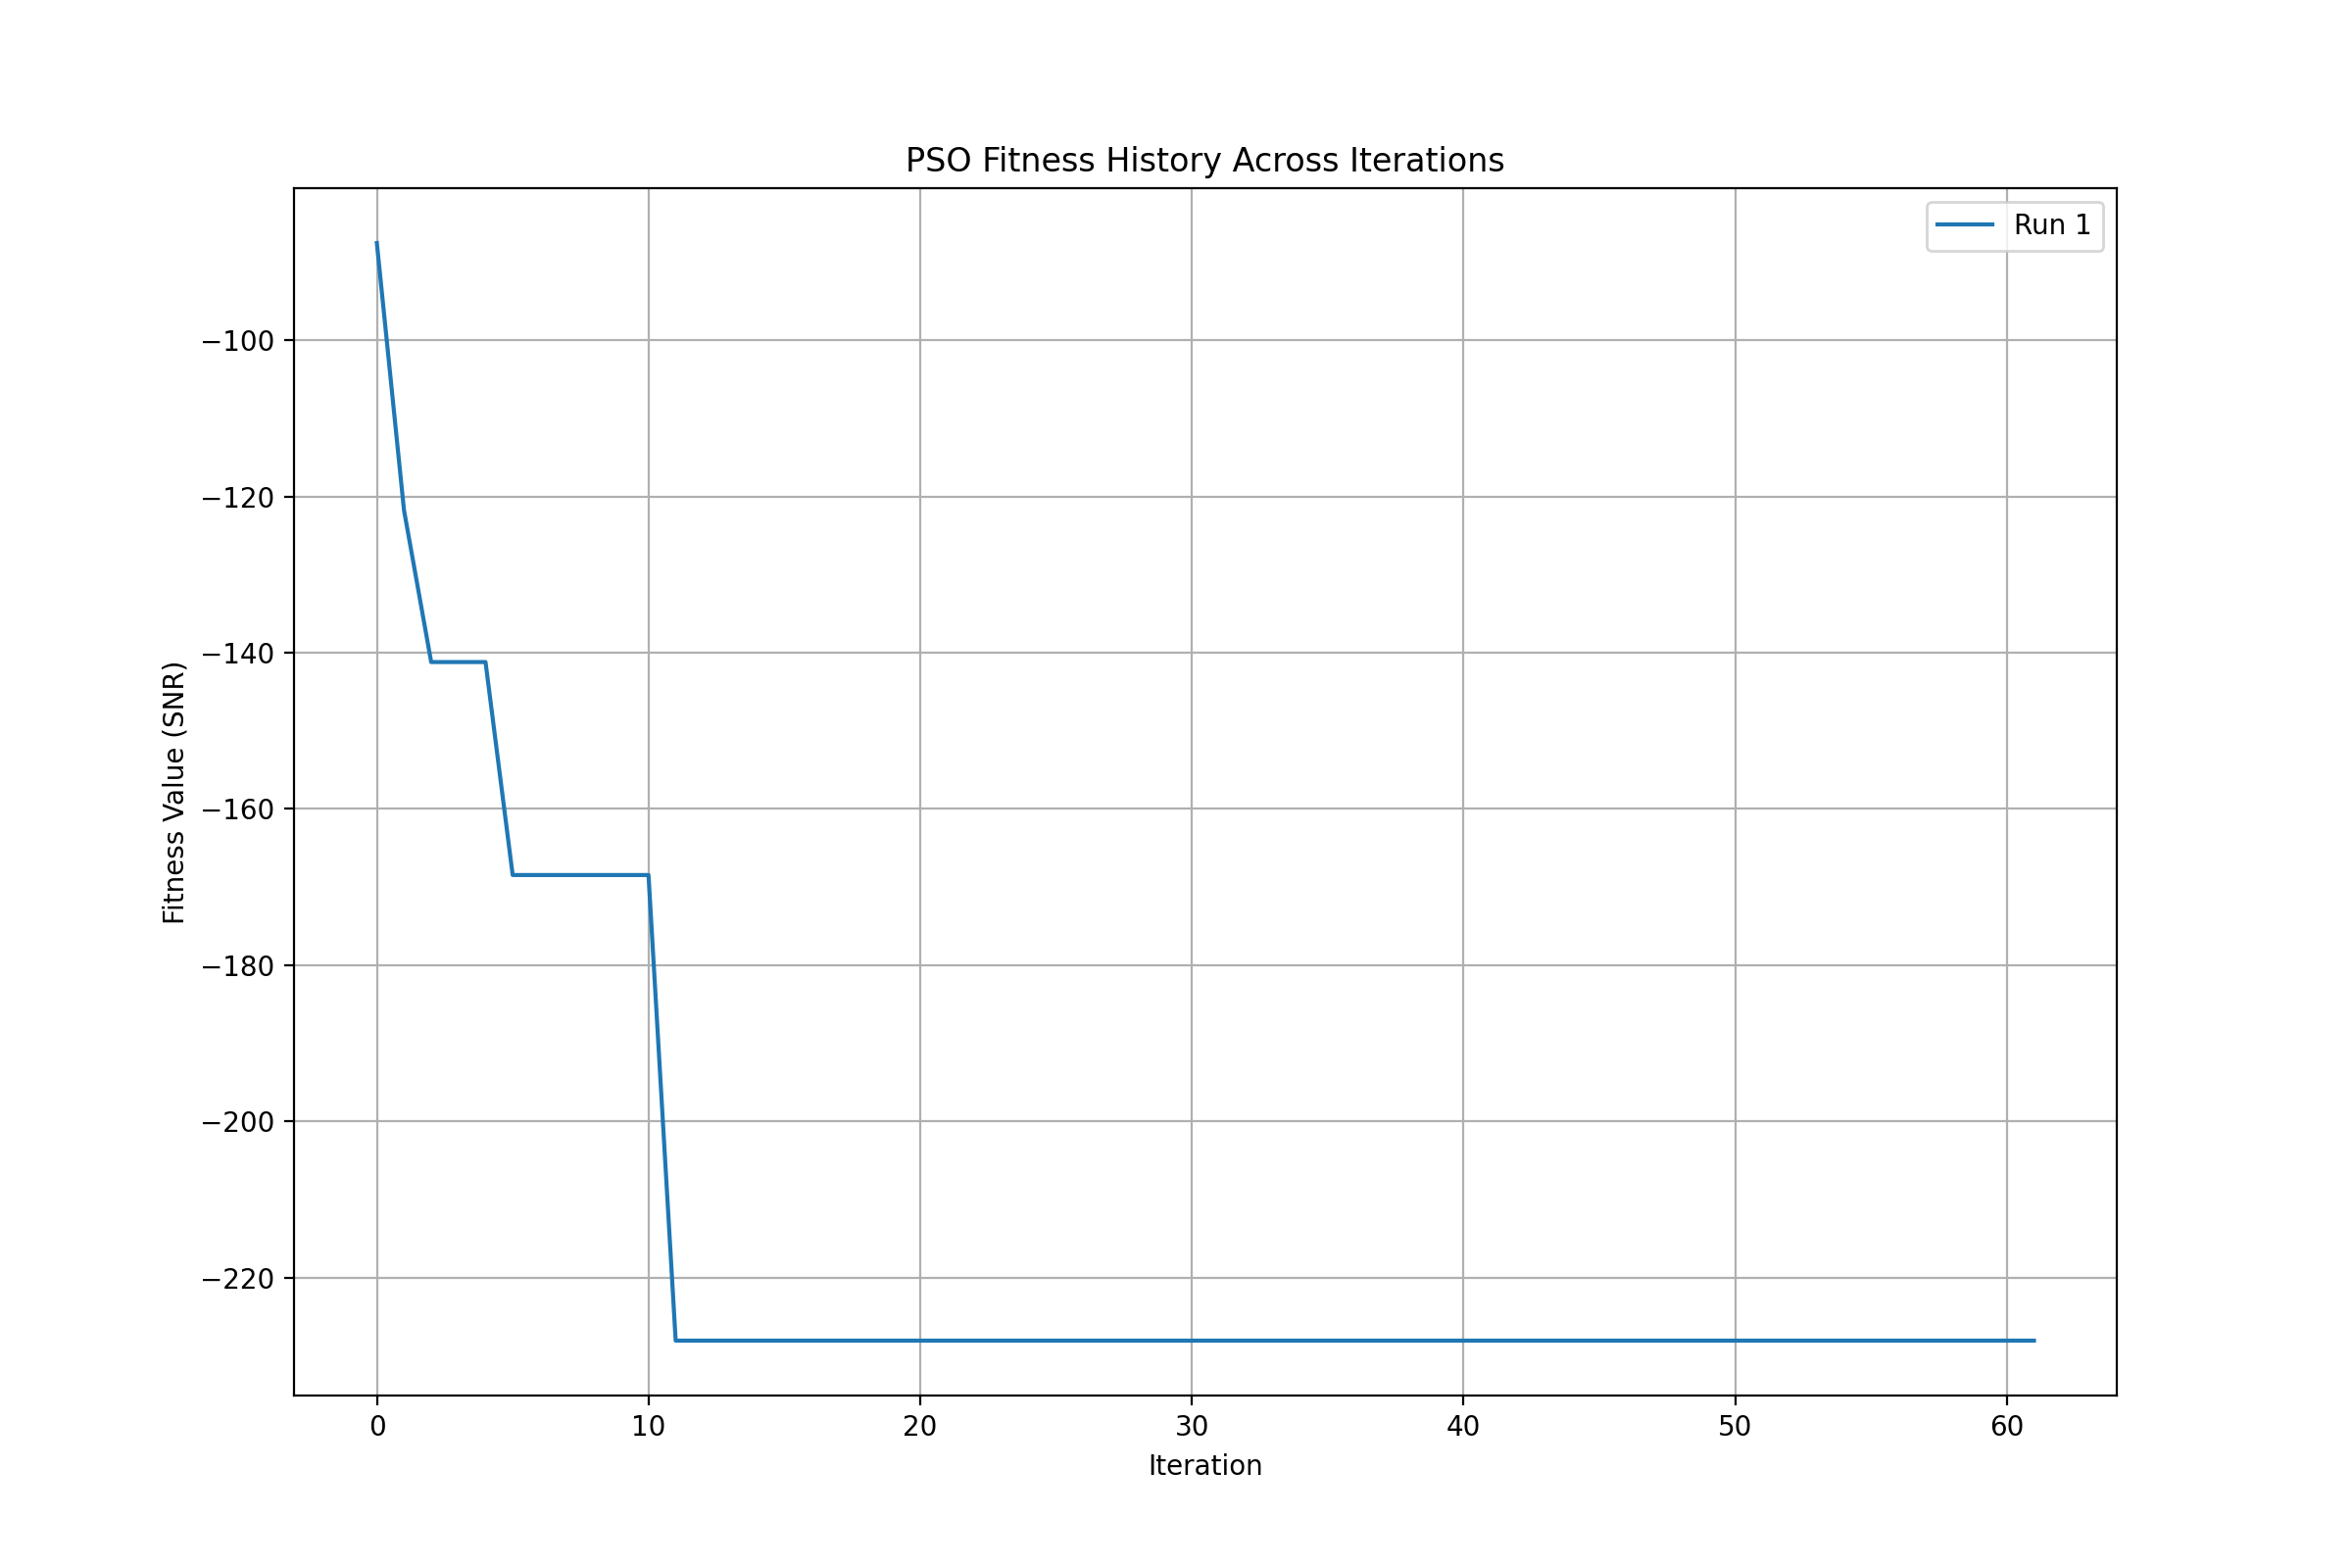 PSO Fitness History Across Iterations
Run 1
Fitness Value (SNR)
−100
−120
−140
−160
−180
−200
−220
0 10 20 30 40 50 60
Iteration